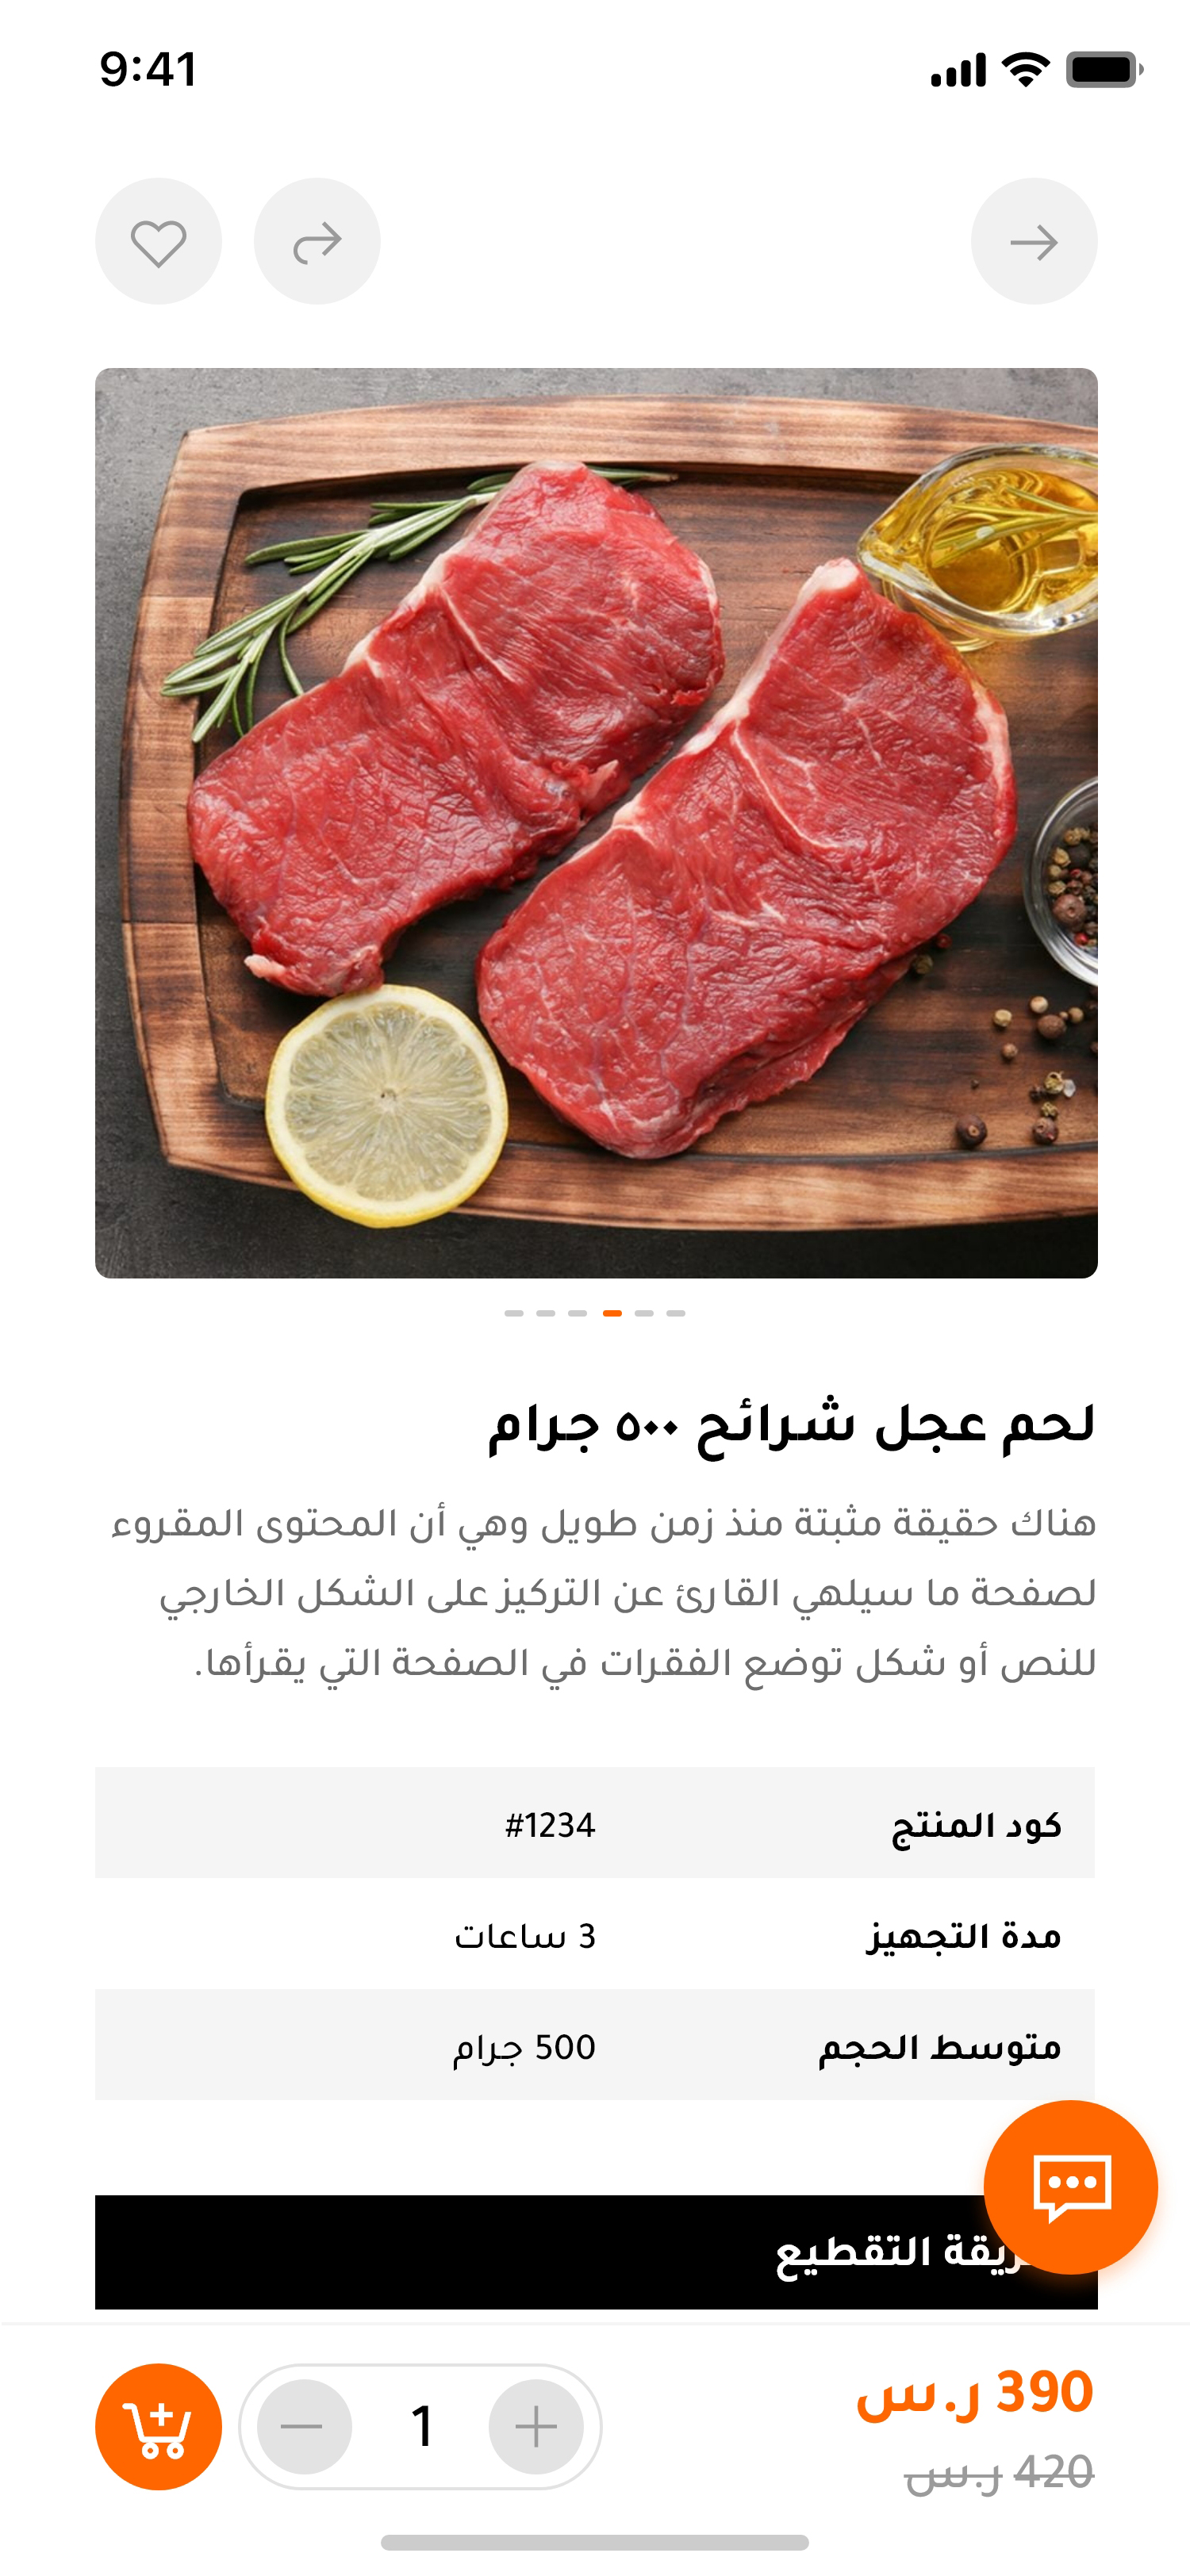 9:41
لحم عجل شرائح ٥٠٠ جرام
هناك حقيقة مثبتة منذ زمن طويل وهي أن المحتوى المقروء
لصفحة ما سيلهي القارئ عن التركيز على الشكل الخارجي
للنص أو شكل توضع الفقرات في الصفحة التي يقرأها.
كود المنتج #1234
مدة التجهيز 3 ساعات
متوسط الحجم 500 جرام
التقطيع
390 ر.س
1
420 ر.س